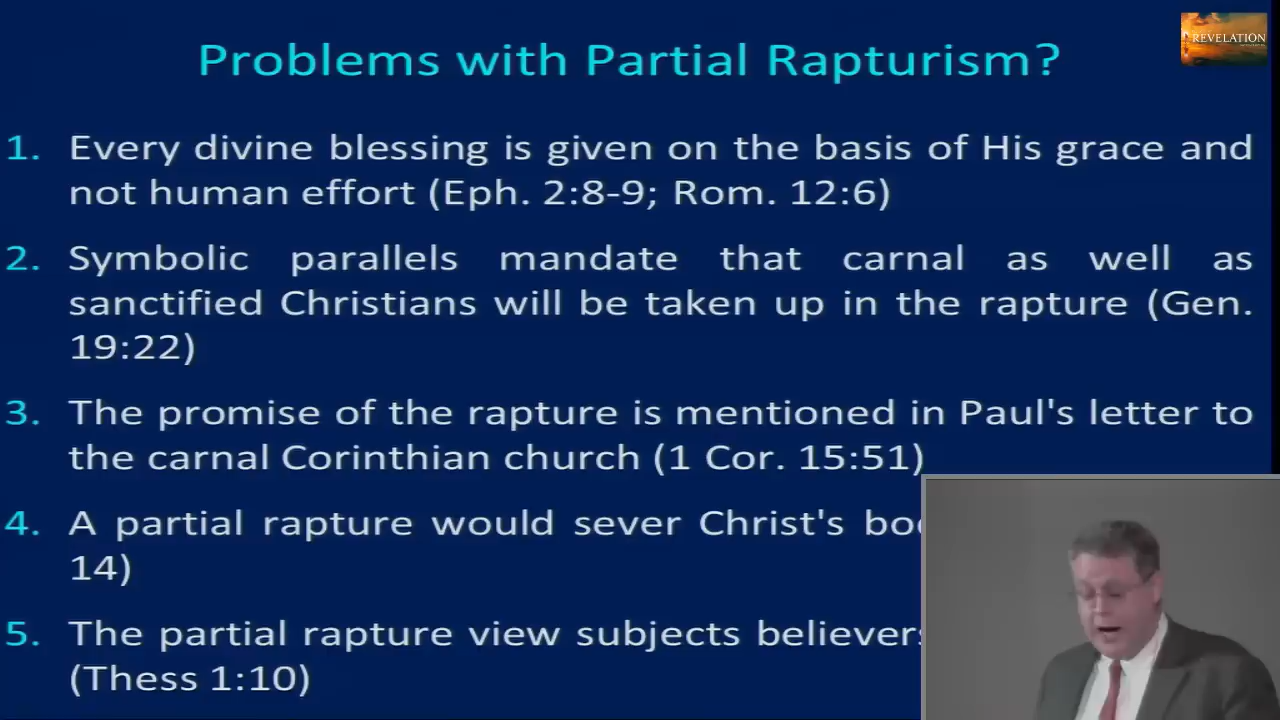 Problems with Partial Rapturism?
REVELATION
1. Every divine blessing is given on the basis of His grace and
not human effort (Eph. 2:8-9; Rom. 12:6)
2. Symbolic parallels mandate that carnal as well as
sanctified Christians will be taken up in the rapture (Gen.
19:22)
3. The promise of the rapture is mentioned in Paul's letter to
the carnal Corinthian church (1 Cor. 15:51)
4. A partial rapture would sever Christ's
14)
5. The partial rapture view subjects believers
(Thess 1:10)